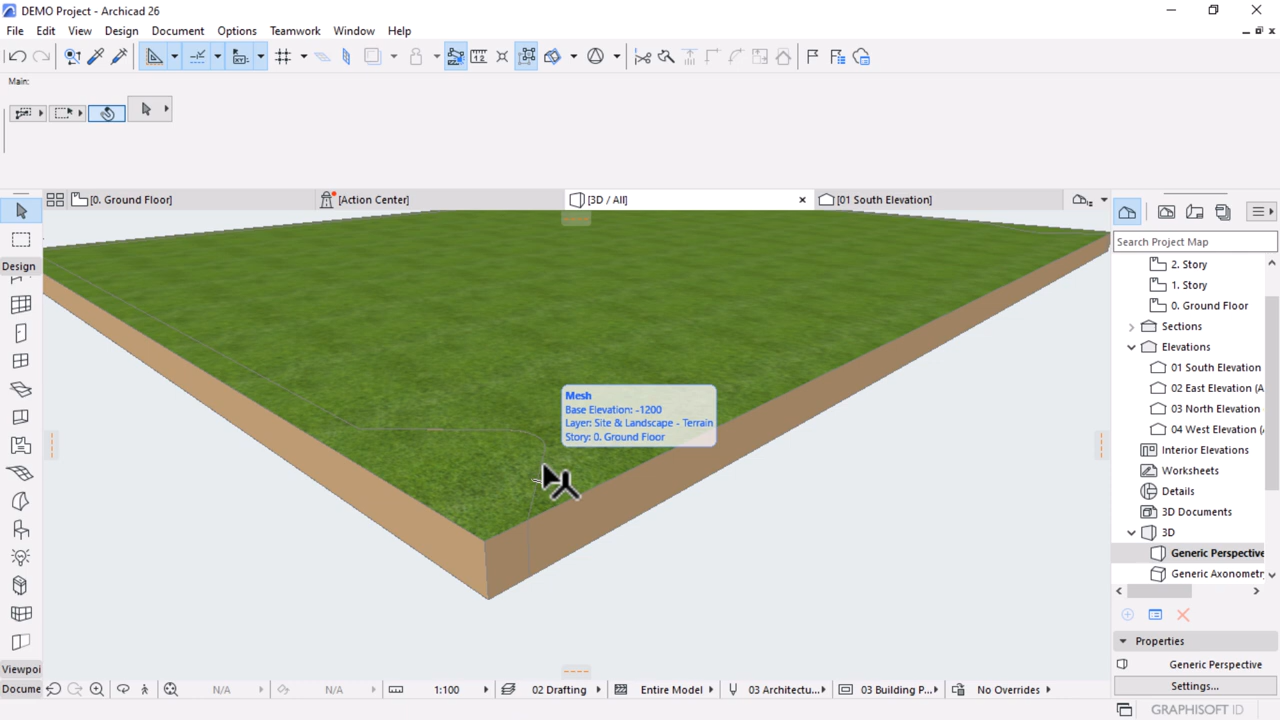 DEMO Project - Archicad 26
File Edit View Design Document Options Teamwork Window Help
Main:
[0. Ground Floor] [Action Center] [3D / All] [01 South Elevation]
Search Project Map
Design
2. Story
1. Story
0. Ground Floor
Sections
Elevations
01 South Elevation
02 East Elevation (A
03 North Elevation
04 West Elevation (
Interior Elevations
Worksheets
Details
3D Documents
3D
Generic Perspective
Generic Axonometr
Mesh
Base Elevation: -1200
Layer: Site & Landscape - Terrain
Story: 0. Ground Floor
Properties
Generic Perspective
Settings...
Viewpoi
Docume
N/A N/A 1:100 02 Drafting Entire Model 03 Architectu... 03 Building P... No Overrides
GRAPHISOFT ID